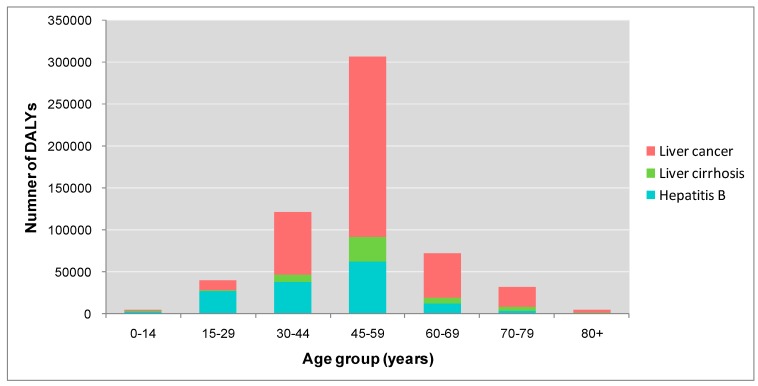 350000
300000
250000
200000
150000
100000
50000
0
Numner of DALYs
0-14 15-29 30-44 45-59 60-69 70-79 80+
Age group (years)
Liver cancer
Liver cirrhosis
Hepatitis B